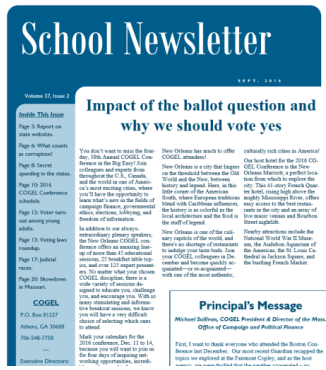 School Newsletter
SEPT. 2016
Volume 37, Issue 2
Inside This Issue
Page 3: Report on
state websites.
Page 6: What counts
as corruption?
Page 8: Secret
spending in the states.
Page 10: 2016
COGEL Conference
schedule.
Page 12: Voter turn-
out among young
adults.
Page 13: Voting laws
roundup.
Page 17: Judicial
races.
Page 20: Showdown
in Missouri.
COGEL
P.O. Box 81237
Athens, GA 30608
706-548-7758
—
Executive Directors:
Impact of the ballot question and
why we should vote yes
You don't want to miss the four-
day, 38th Annual COGEL Con-
ference in the Big Easy! Join
colleagues and experts from
throughout the U.S., Canada,
and the world in one of Ameri-
ca's most exciting cities, where
you'll have the opportunity to
learn what's new in the fields of
campaign finance, governmental
ethics, elections, lobbying, and
freedom of information.
In addition to our always-
extraordinary plenary speakers,
the New Orleans COGEL con-
ference offers an amazing line-
up of more than 45 educational
sessions, 25 breakfast table top-
ics, and over 125 expert present-
ers. No matter what your chosen
COGEL discipline, there is a
wide variety of sessions de-
signed to educate you, challenge
you, and encourage you. With so
many stimulating and informa-
tive breakout sessions, we know
you will have a very difficult
choice of selecting which ones
to attend.
Mark your calendars for the
2016 conference, Dec. 11 to 14,
because you will want to join us
for the four days of inspiring net-
working opportunities, incredi-
New Orleans has much to offer
COGEL attendees!
New Orleans is a city that lingers
on the threshold between the Old
World and the New, between
history and legend. Here, in this
little corner of the American
South, where European traditions
blend with Caribbean influences,
the history is as colorful as the
local architecture and the food is
the stuff of legend.
New Orleans is one of the cul-
inary capitols of the world, and
there's no shortage of restaurants
to indulge your taste buds. Join
your COGEL colleagues in De-
cember and become quickly ac-
quainted—or re-acquainted—
with one of the most authentic,
culturally rich cities in America!
Our host hotel for the 2016 CO-
GEL Conference is the New
Orleans Marriott, a perfect loca-
tion from which to explore the
city. This 41-story French Quar-
ter hotel, rising high above the
mighty Mississippi River, offers
easy access to the best restau-
rants in the city and an array of
live music venues and Bourbon
Street nightlife.
Nearby attractions include the
National World War II Muse-
um, the Audubon Aquarium of
the Americas, the St. Louis Ca-
thedral in Jackson Square, and
the bustling French Market.
Principal's Message
Michael Sullivan, COGEL President & Director of the Mass.
Office of Campaign and Political Finance
First, I want to thank everyone who attended the Boston con-
ference last December. Our most recent Guardian recapped the
topics we explored at the Fairmont Copley, and as the host